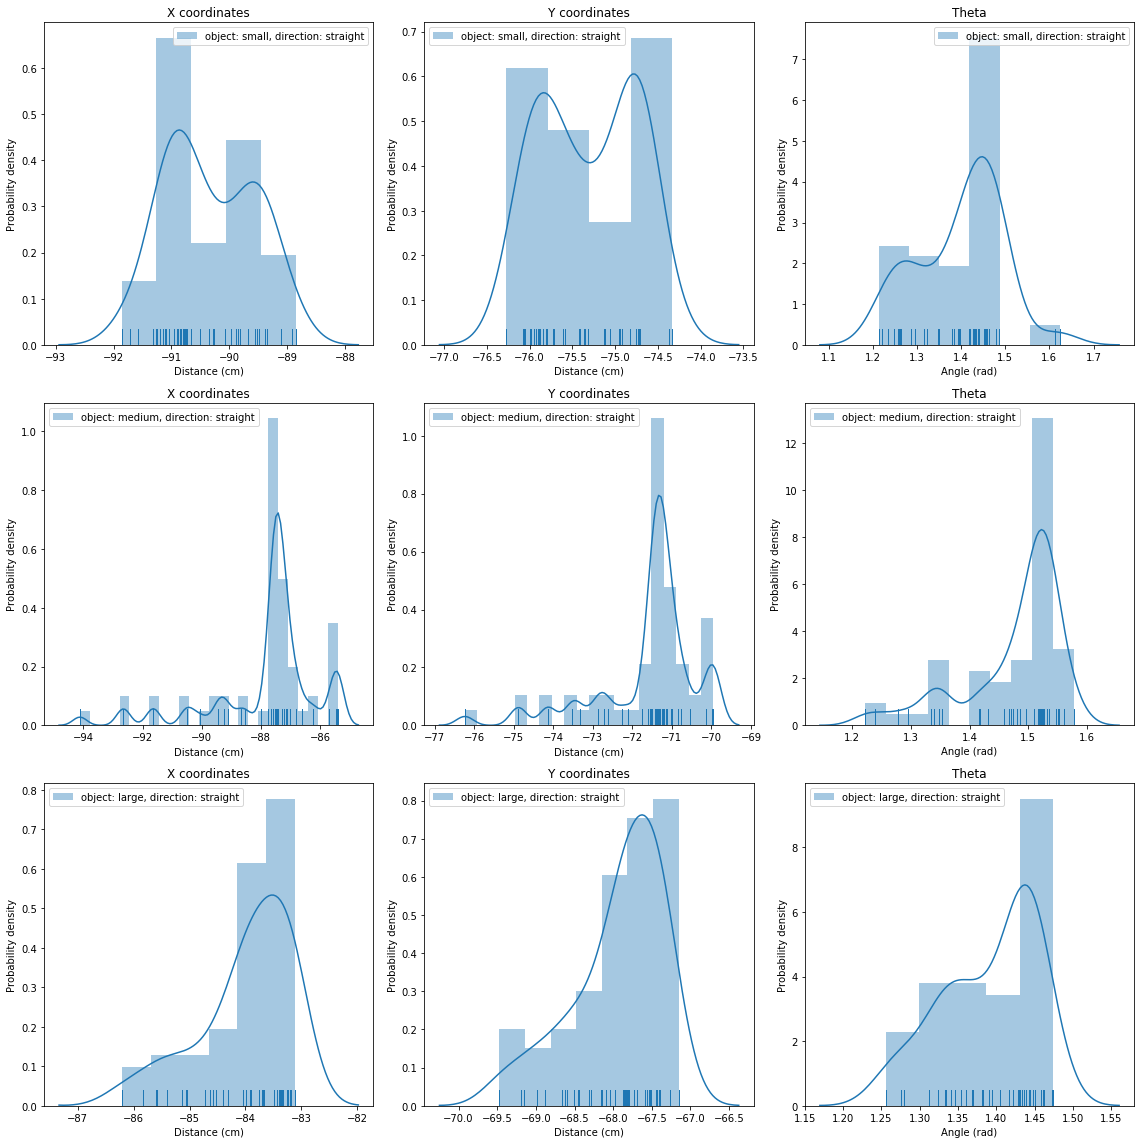 X coordinates
object: small, direction: straight
Probability density
0.6
0.5
0.4
0.3
0.2
0.1
0.0
−93 −92 −91 −90 −89 −88
Distance (cm)
Y coordinates
object: small, direction: straight
Probability density
0.7
0.6
0.5
0.4
0.3
0.2
0.1
0.0
−77.0 −76.5 −76.0 −75.5 −75.0 −74.5 −74.0 −73.5
Distance (cm)
Theta
object: small, direction: straight
Probability density
7
6
5
4
3
2
1
0
1.1 1.2 1.3 1.4 1.5 1.6 1.7
Angle (rad)
X coordinates
object: medium, direction: straight
Probability density
1.0
0.8
0.6
0.4
0.2
0.0
−94 −92 −90 −88 −86
Distance (cm)
Y coordinates
object: medium, direction: straight
Probability density
1.0
0.8
0.6
0.4
0.2
0.0
−77 −76 −75 −74 −73 −72 −71 −70 −69
Distance (cm)
Theta
object: medium, direction: straight
Probability density
12
10
8
6
4
2
0
1.2 1.3 1.4 1.5 1.6
Angle (rad)
X coordinates
object: large, direction: straight
Probability density
0.8
0.7
0.6
0.5
0.4
0.3
0.2
0.1
0.0
−87 −86 −85 −84 −83 −82
Distance (cm)
Y coordinates
object: large, direction: straight
Probability density
0.8
0.7
0.6
0.5
0.4
0.3
0.2
0.1
0.0
−70.0 −69.5 −69.0 −68.5 −68.0 −67.5 −67.0 −66.5
Distance (cm)
Theta
object: large, direction: straight
Probability density
8
6
4
2
0
1.15 1.20 1.25 1.30 1.35 1.40 1.45 1.50 1.55
Angle (rad)